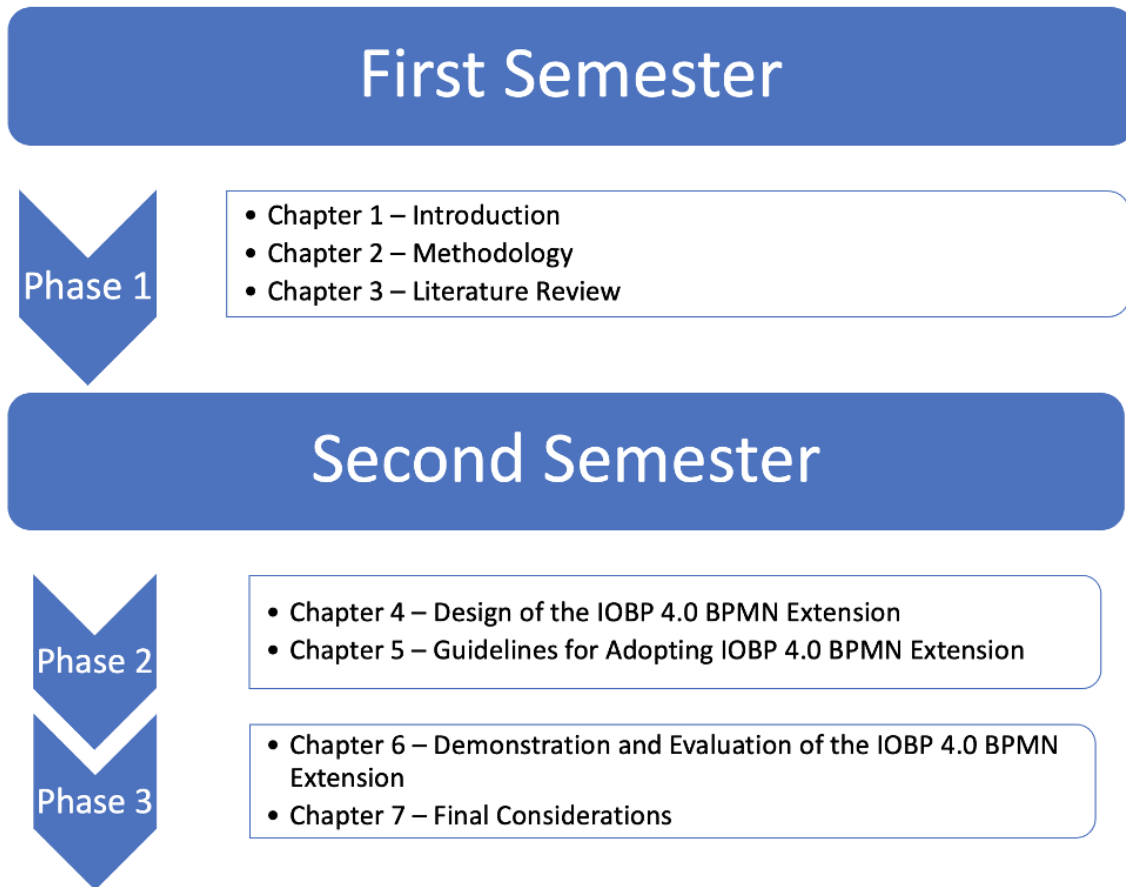 First Semester
Phase 1
• Chapter 1 – Introduction
• Chapter 2 – Methodology
• Chapter 3 – Literature Review
Second Semester
Phase 2
• Chapter 4 – Design of the IOBP 4.0 BPMN Extension
• Chapter 5 – Guidelines for Adopting IOBP 4.0 BPMN Extension
Phase 3
• Chapter 6 – Demonstration and Evaluation of the IOBP 4.0 BPMN
Extension
• Chapter 7 – Final Considerations